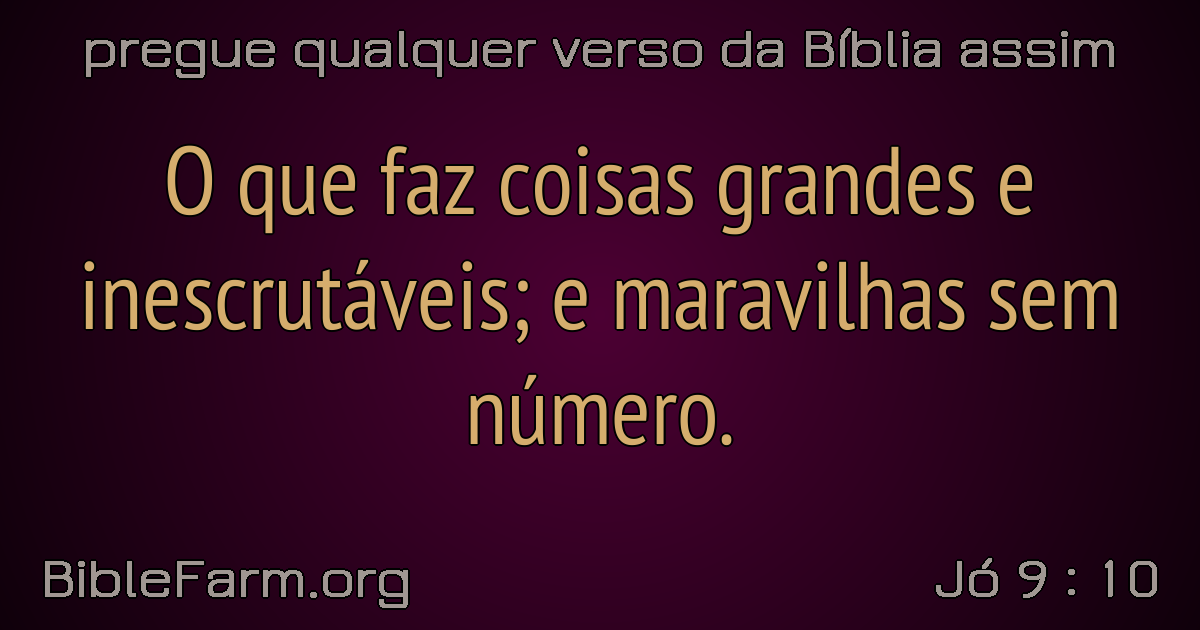 pregue qualquer verso da Bíblia assim
O que faz coisas grandes e
inescrutáveis; e maravilhas sem
número.
BibleFarm.org
Jó 9 : 10